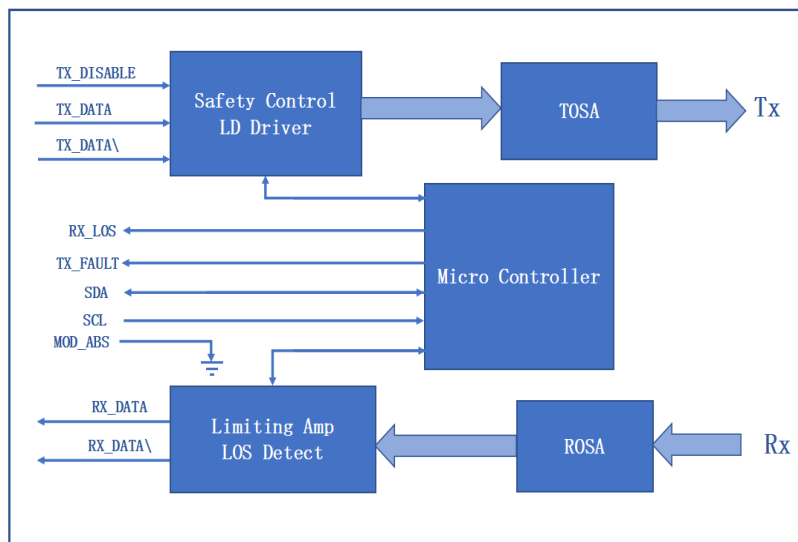 TX_DISABLE
TX_DATA
TX_DATA\
Safety Control
LD Driver
TOSA
Tx
RX_LOS
TX_FAULT
SDA
SCL
MOD_ABS
Micro Controller
RX_DATA
RX_DATA\
Limiting Amp
LOS Detect
ROSA
Rx